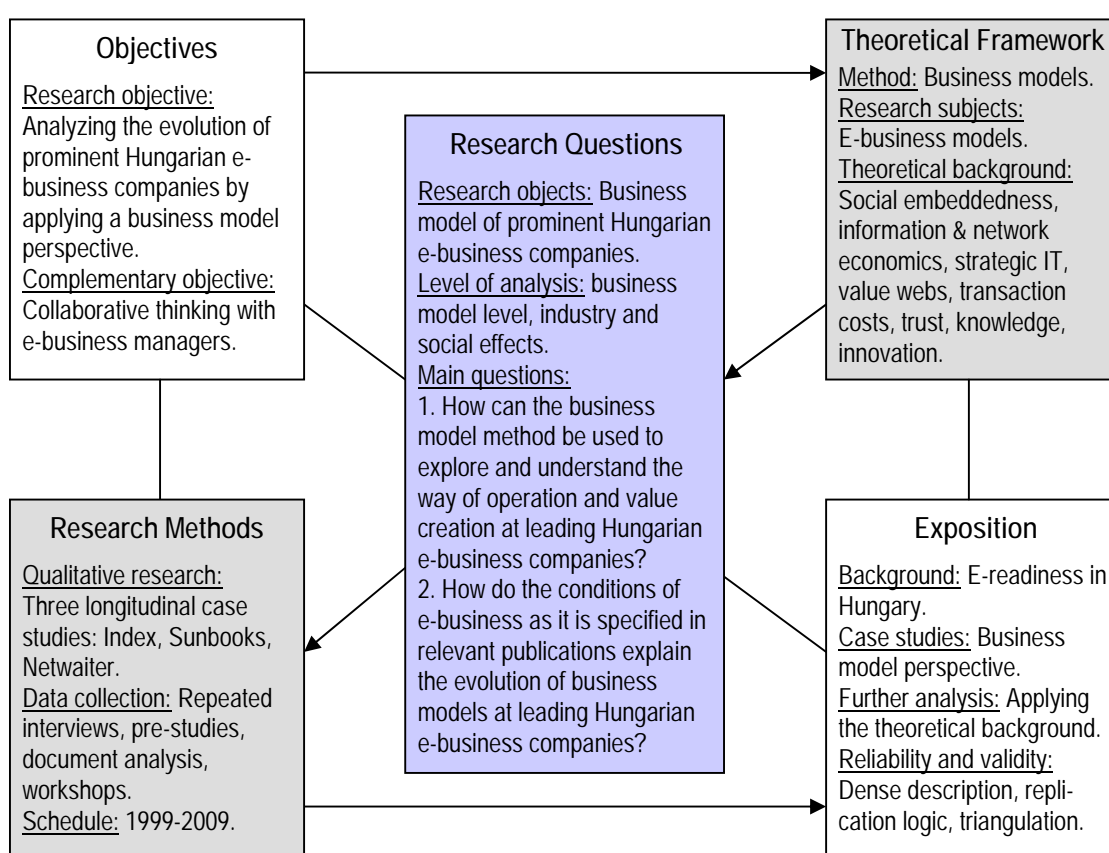 Objectives
Research objective:
Analyzing the evolution of
prominent Hungarian e-
business companies by
applying a business model
perspective.
Complementary objective:
Collaborative thinking with
e-business managers.
Theoretical Framework
Method: Business models.
Research subjects:
E-business models.
Theoretical background:
Social embeddedness,
information & network
economics, strategic IT,
value webs, transaction
costs, trust, knowledge,
innovation.
Research Questions
Research objects: Business
model of prominent Hungarian
e-business companies.
Level of analysis: business
model level, industry and
social effects.
Main questions:
1. How can the business
model method be used to
explore and understand the
way of operation and value
creation at leading Hungarian
e-business companies?
2. How do the conditions of
e-business as it is specified in
relevant publications explain
the evolution of business
models at leading Hungarian
e-business companies?
Research Methods
Qualitative research:
Three longitudinal case
studies: Index, Sunbooks,
Netwaiter.
Data collection: Repeated
interviews, pre-studies,
document analysis,
workshops.
Schedule: 1999-2009.
Exposition
Background: E-readiness in
Hungary.
Case studies: Business
model perspective.
Further analysis: Applying
the theoretical background.
Reliability and validity:
Dense description, repli-
cation logic, triangulation.